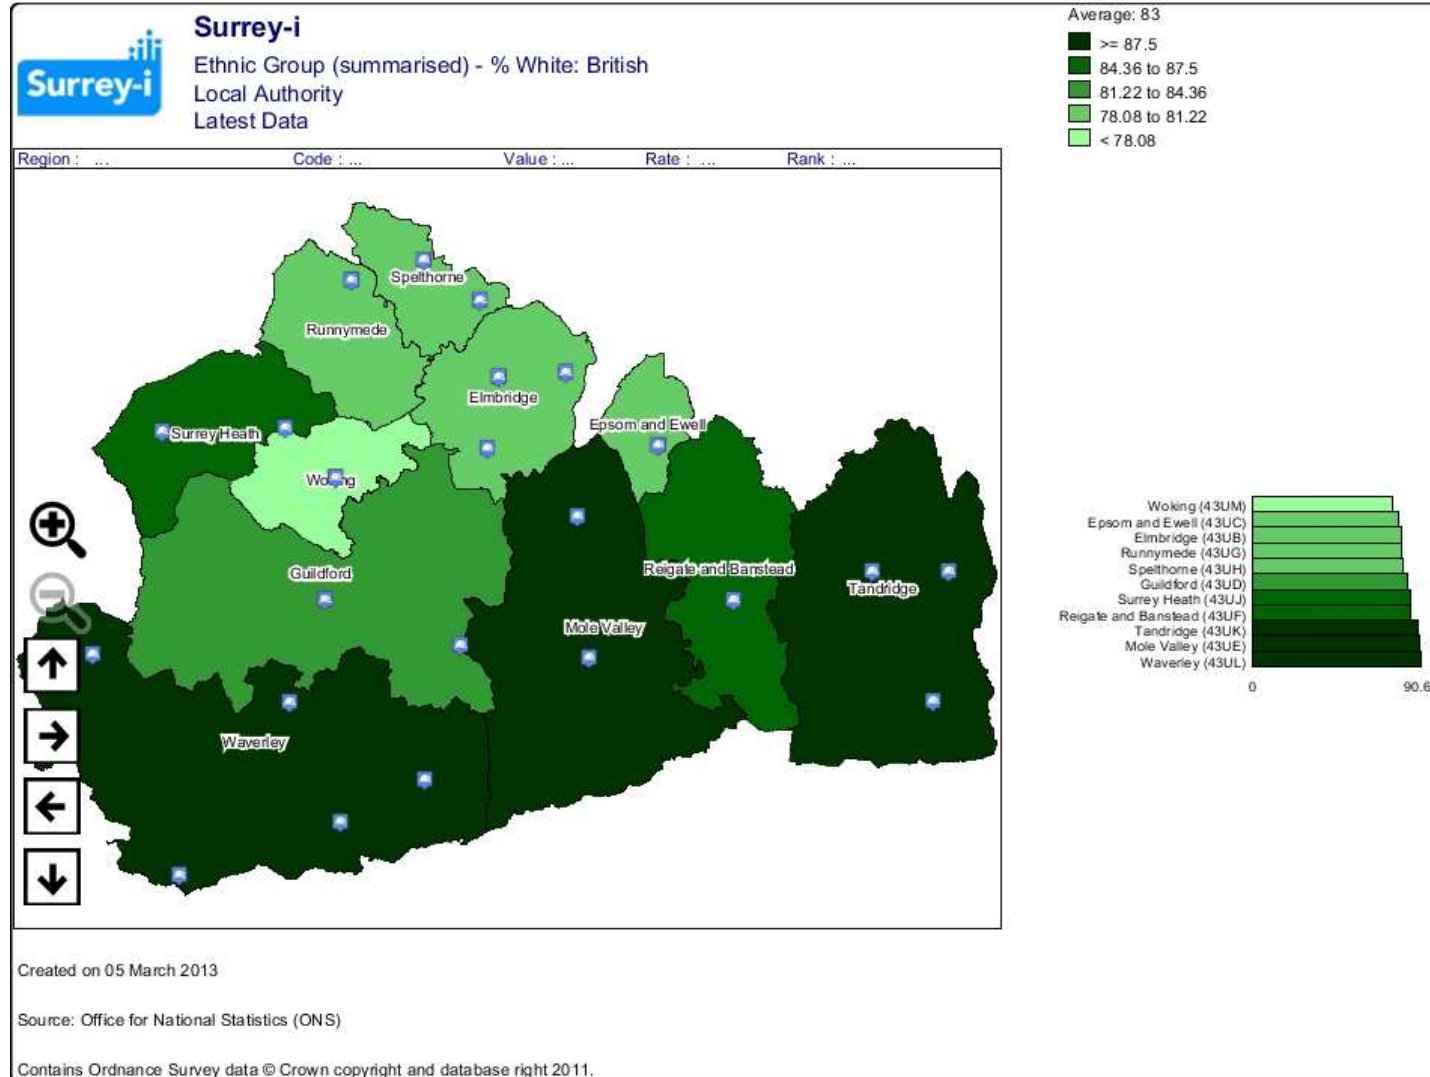 Surrey-i
Surrey-i
Ethnic Group (summarised) - % White: British
Local Authority
Latest Data
Average: 83
>= 87.5
84.36 to 87.5
81.22 to 84.36
78.08 to 81.22
< 78.08
Region : ... Code : ... Value : ... Rate : ... Rank : ...
Spelthorne
Runnymede
Elmbridge
Epsom and Ewell
Surrey Heath
Woking
Guildford
Reigate and Banstead
Tandridge
Mole Valley
Waverley
Woking (43UM)
Epsom and Ewell (43UC)
Elmbridge (43UB)
Runnymede (43UG)
Spelthorne (43UH)
Guildford (43UD)
Surrey Heath (43UJ)
Reigate and Banstead (43UF)
Tandridge (43UK)
Mole Valley (43UE)
Waverley (43UL)
0 90.6
Created on 05 March 2013
Source: Office for National Statistics (ONS)
Contains Ordnance Survey data © Crown copyright and database right 2011.